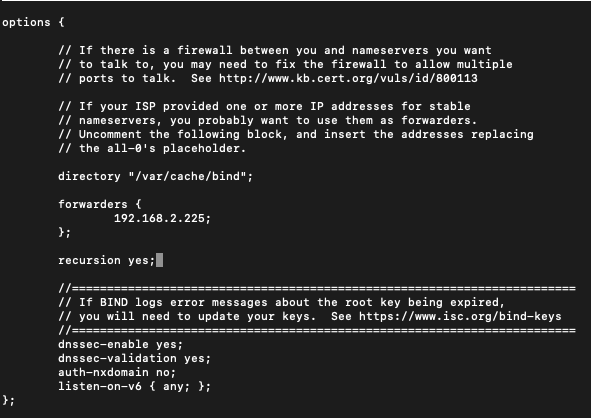 options {
// If there is a firewall between you and nameservers you want
// to talk to, you may need to fix the firewall to allow multiple
// ports to talk.  See http://www.kb.cert.org/vuls/id/800113
// If your ISP provided one or more IP addresses for stable
// nameservers, you probably want to use them as forwarders.
// Uncomment the following block, and insert the addresses replacing
// the all-0's placeholder.
directory "/var/cache/bind";
forwarders {
192.168.2.225;
};
recursion yes;
//========================================================================
// If BIND logs error messages about the root key being expired,
// you will need to update your keys.  See https://www.isc.org/bind-keys
//========================================================================
dnssec-enable yes;
dnssec-validation yes;
auth-nxdomain no;
listen-on-v6 { any; };
};